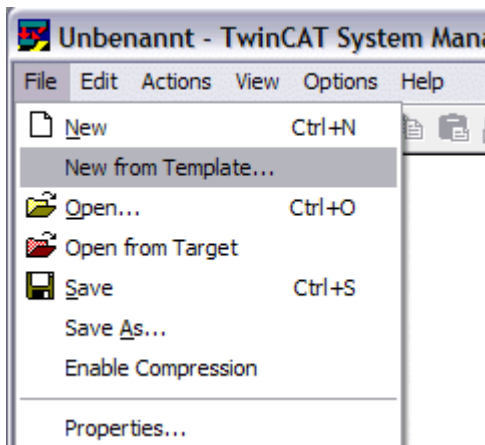 Unbenannt - TwinCAT System
File Edit Actions View Options Help
New Ctrl+N
New from Template...
Open... Ctrl+O
Open from Target
Save Ctrl+S
Save As...
Enable Compression
Properties...